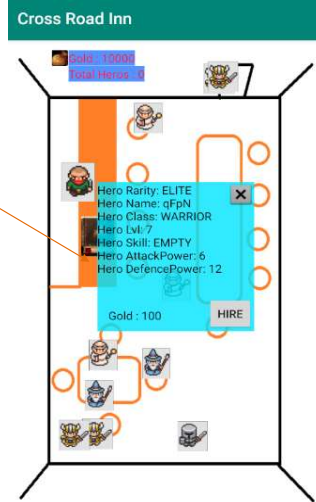 Cross Road Inn
Gold : 10000
Total Heros : 0
Hero Rarity: ELITE
Hero Name: qFpN
Hero Class: WARRIOR
Hero Lvl: 7
Hero Skill: EMPTY
Hero AttackPower: 6
Hero DefencePower: 12
Gold : 100
HIRE